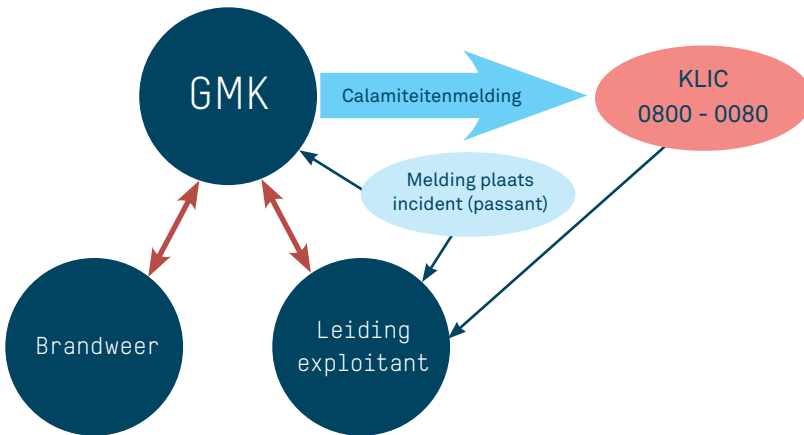 GMK
Calamiteitenmelding
KLIC
0800 - 0080
Melding plaats
incident (passant)
Brandweer
Leiding
exploitant